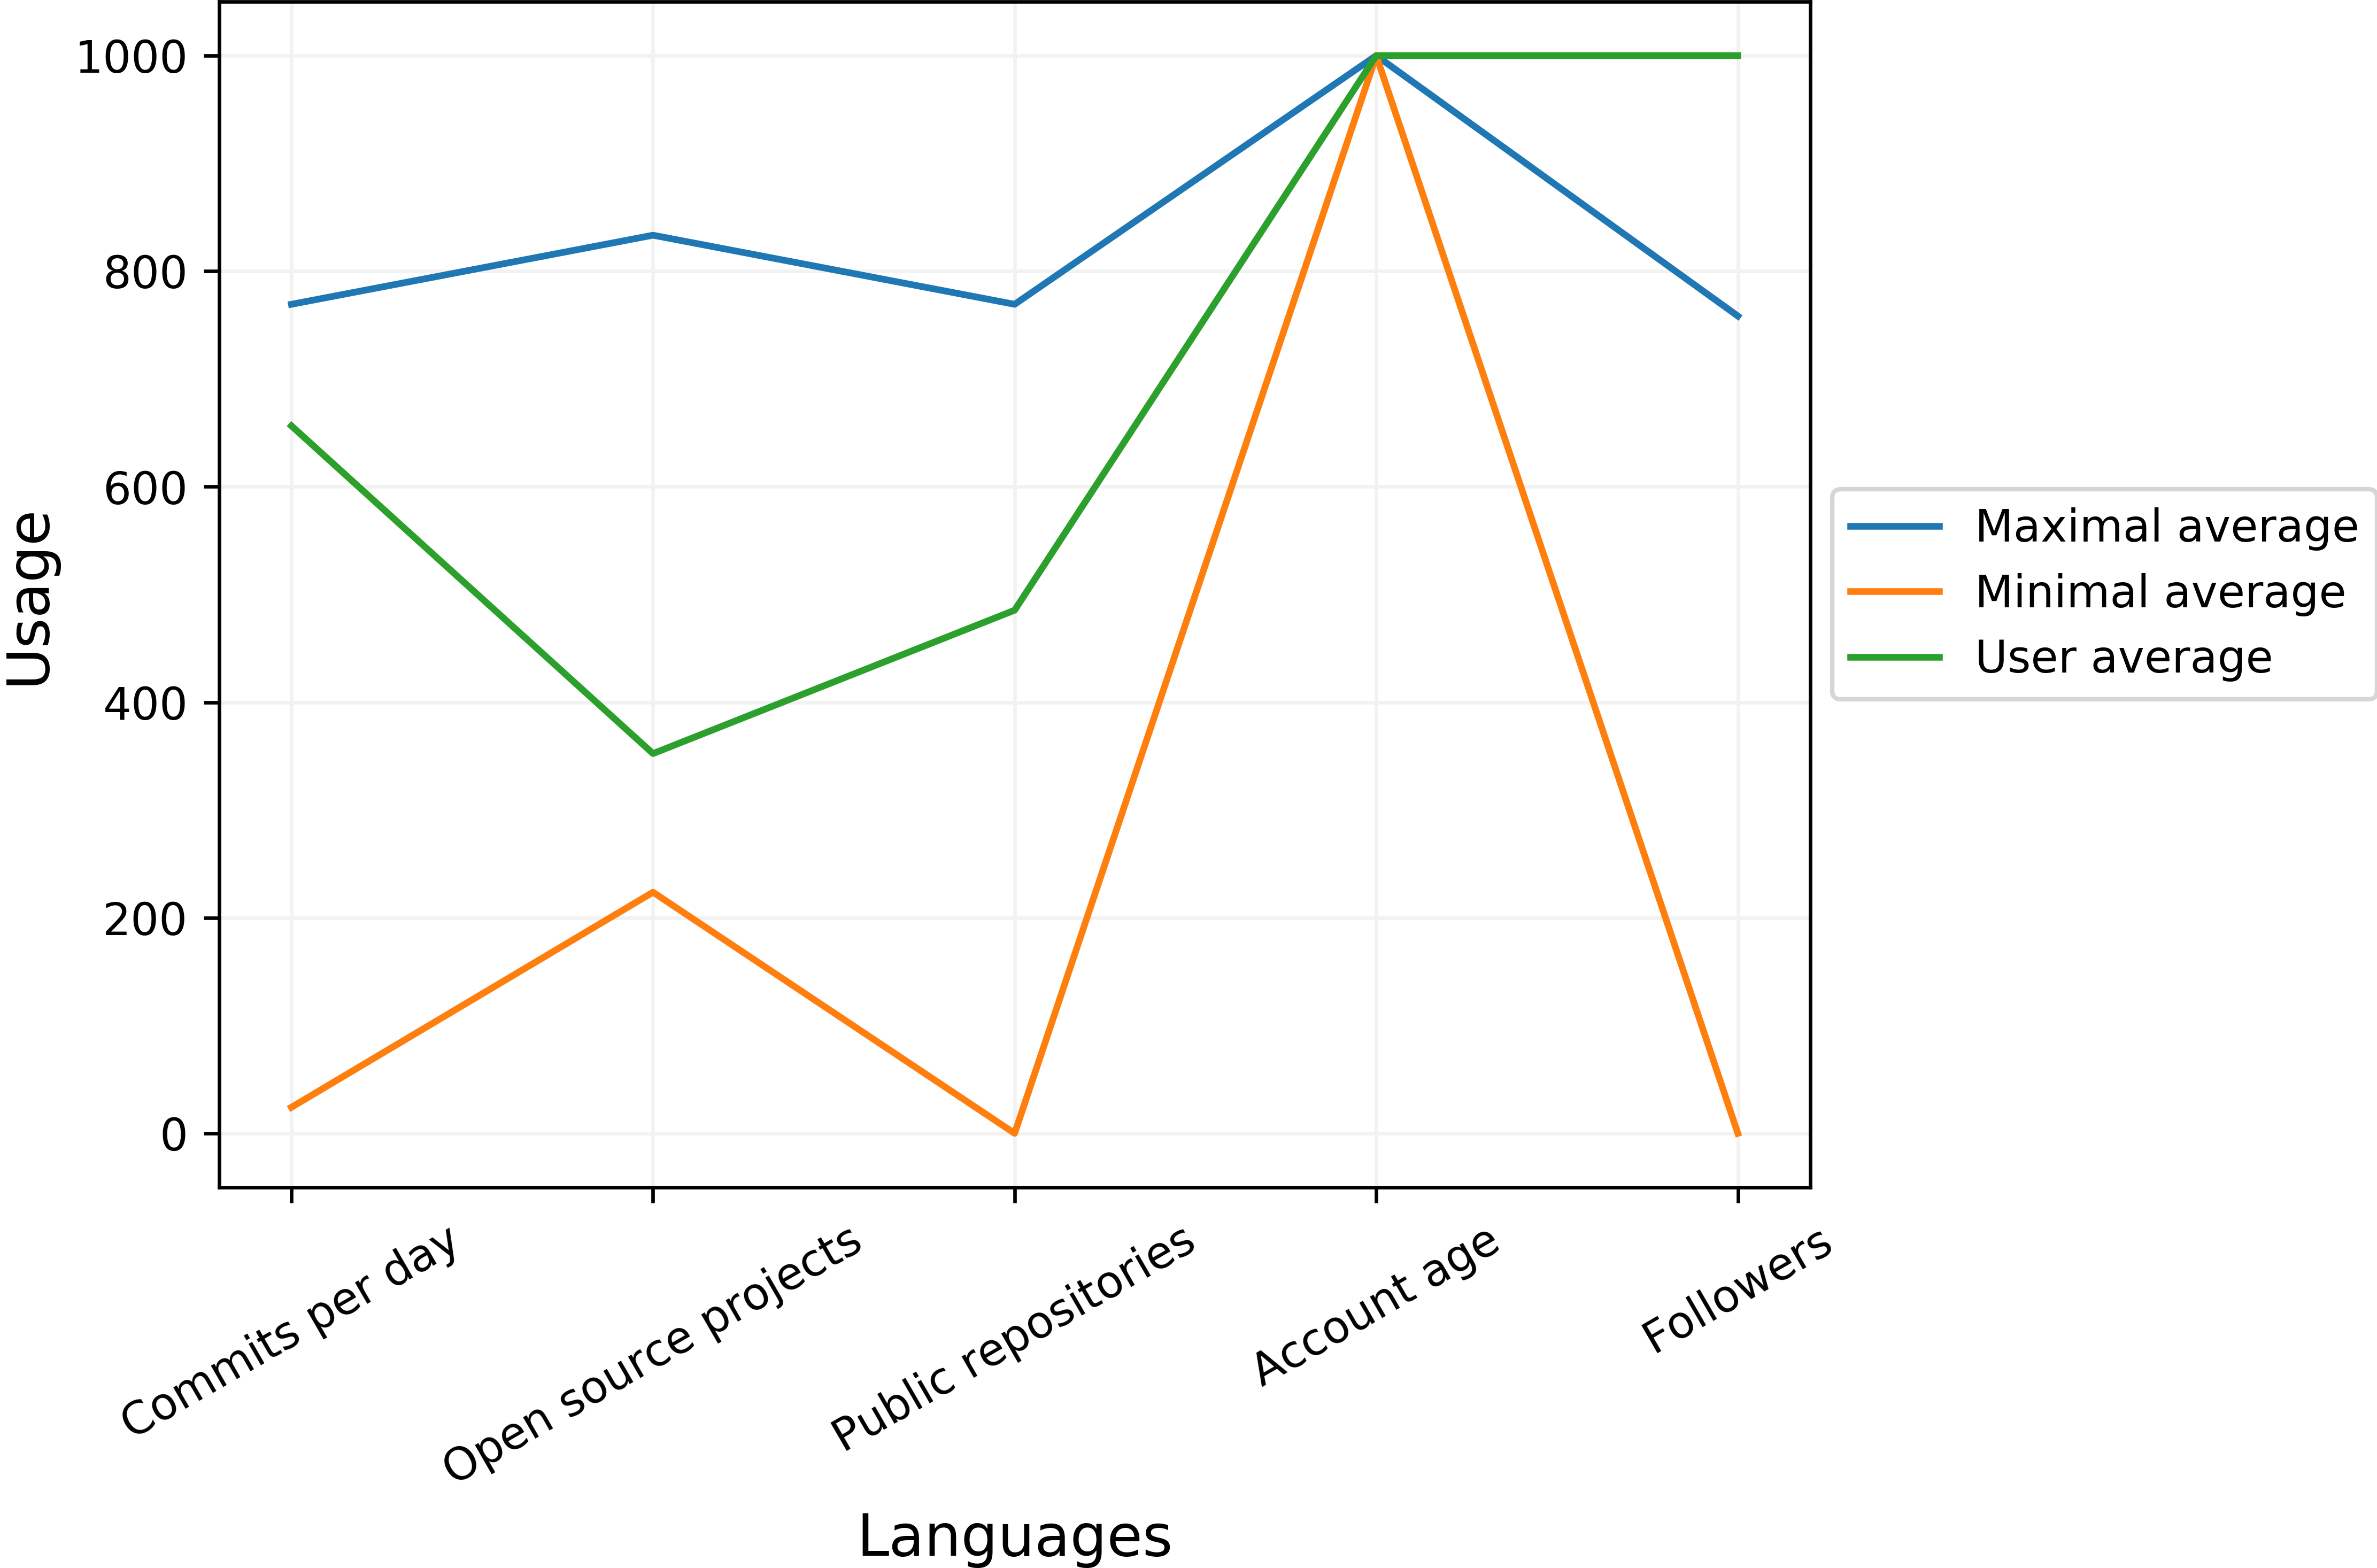 1000
800
600
400
200
0
Usage
Commits per day
Open source projects
Public repositories
Account age
Followers
Languages
Maximal average
Minimal average
User average